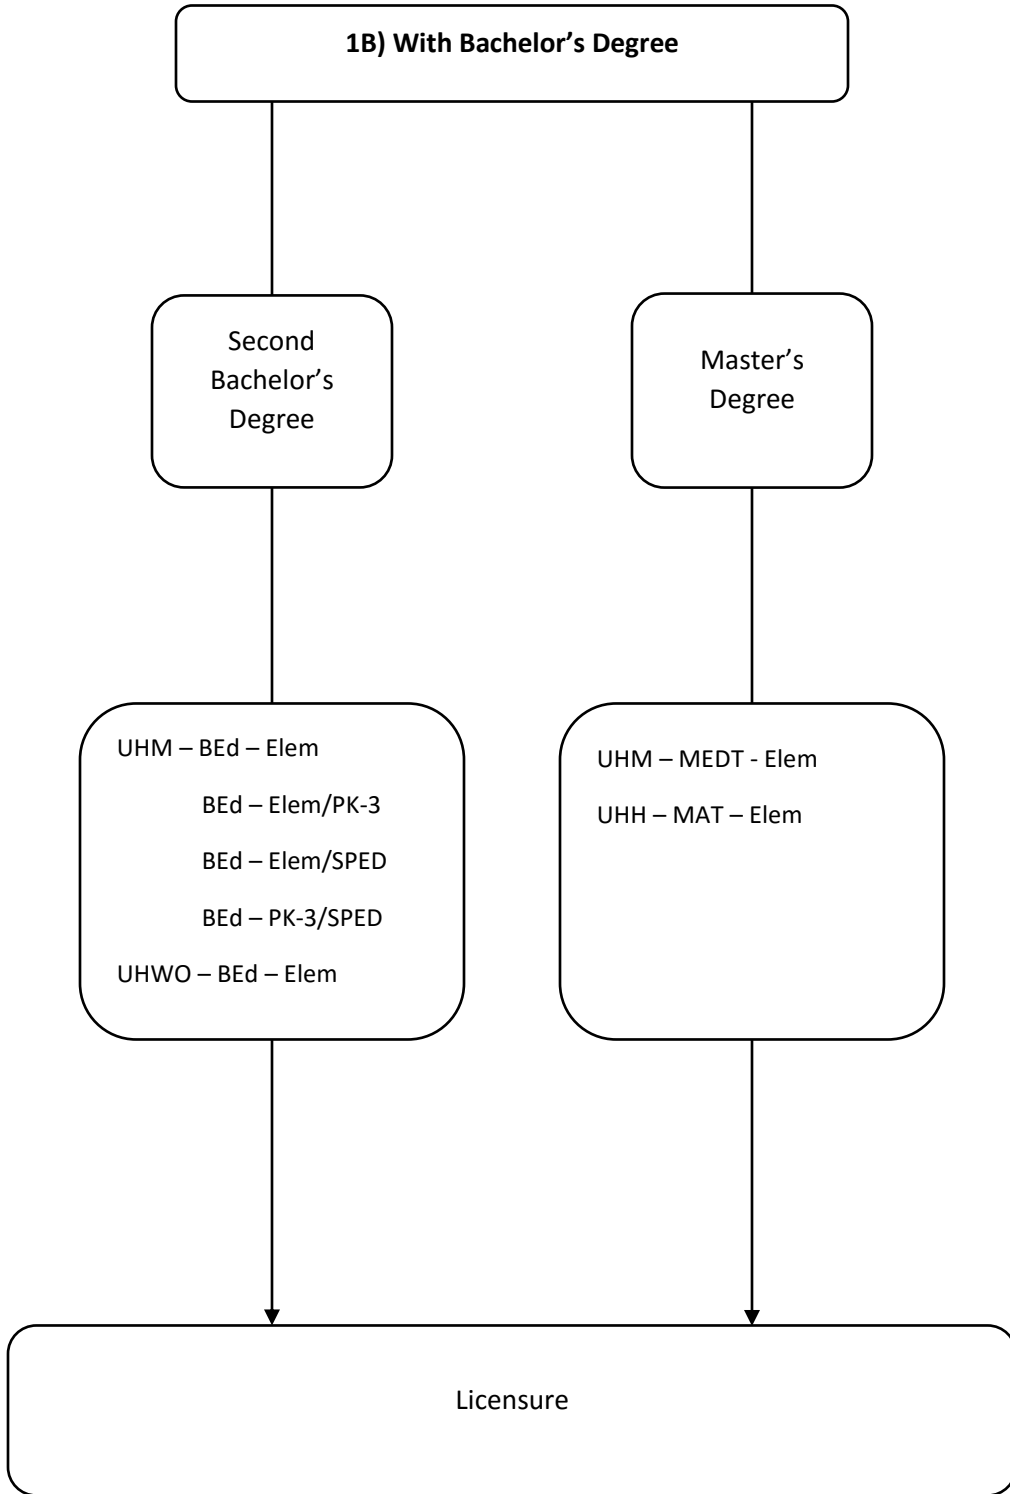 1B) With Bachelor’s Degree
Second
Bachelor’s
Degree
Master’s
Degree
UHM – BEd – Elem
BEd – Elem/PK-3
BEd – Elem/SPED
BEd – PK-3/SPED
UHWO – BEd – Elem
UHM – MEDT - Elem
UHH – MAT – Elem
Licensure